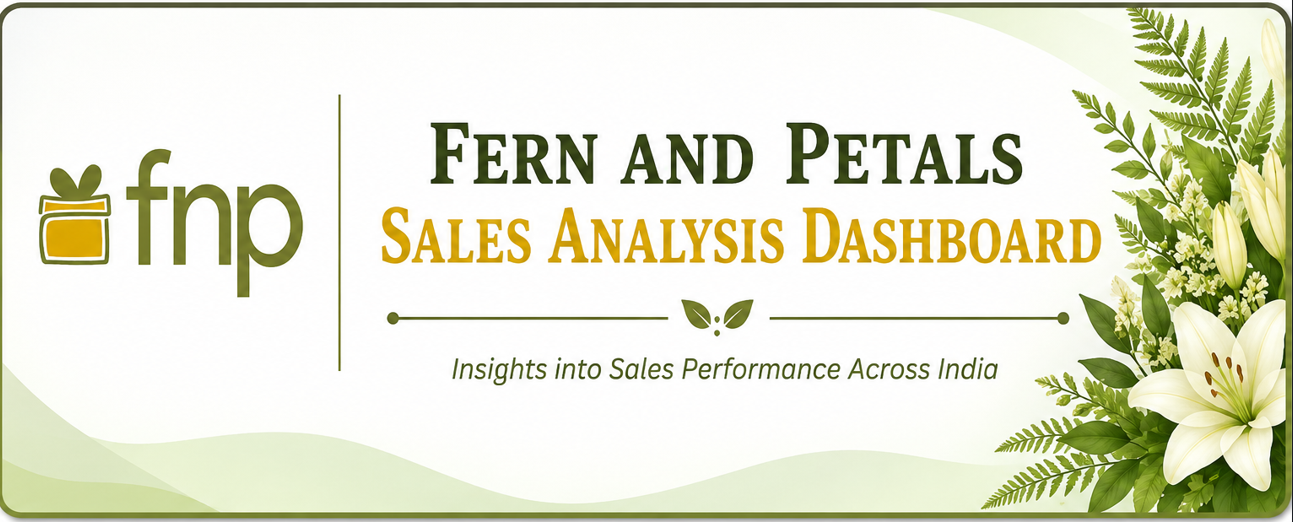 fnp
FERN AND PETALS
SALES ANALYSIS DASHBOARD
Insights into Sales Performance Across India